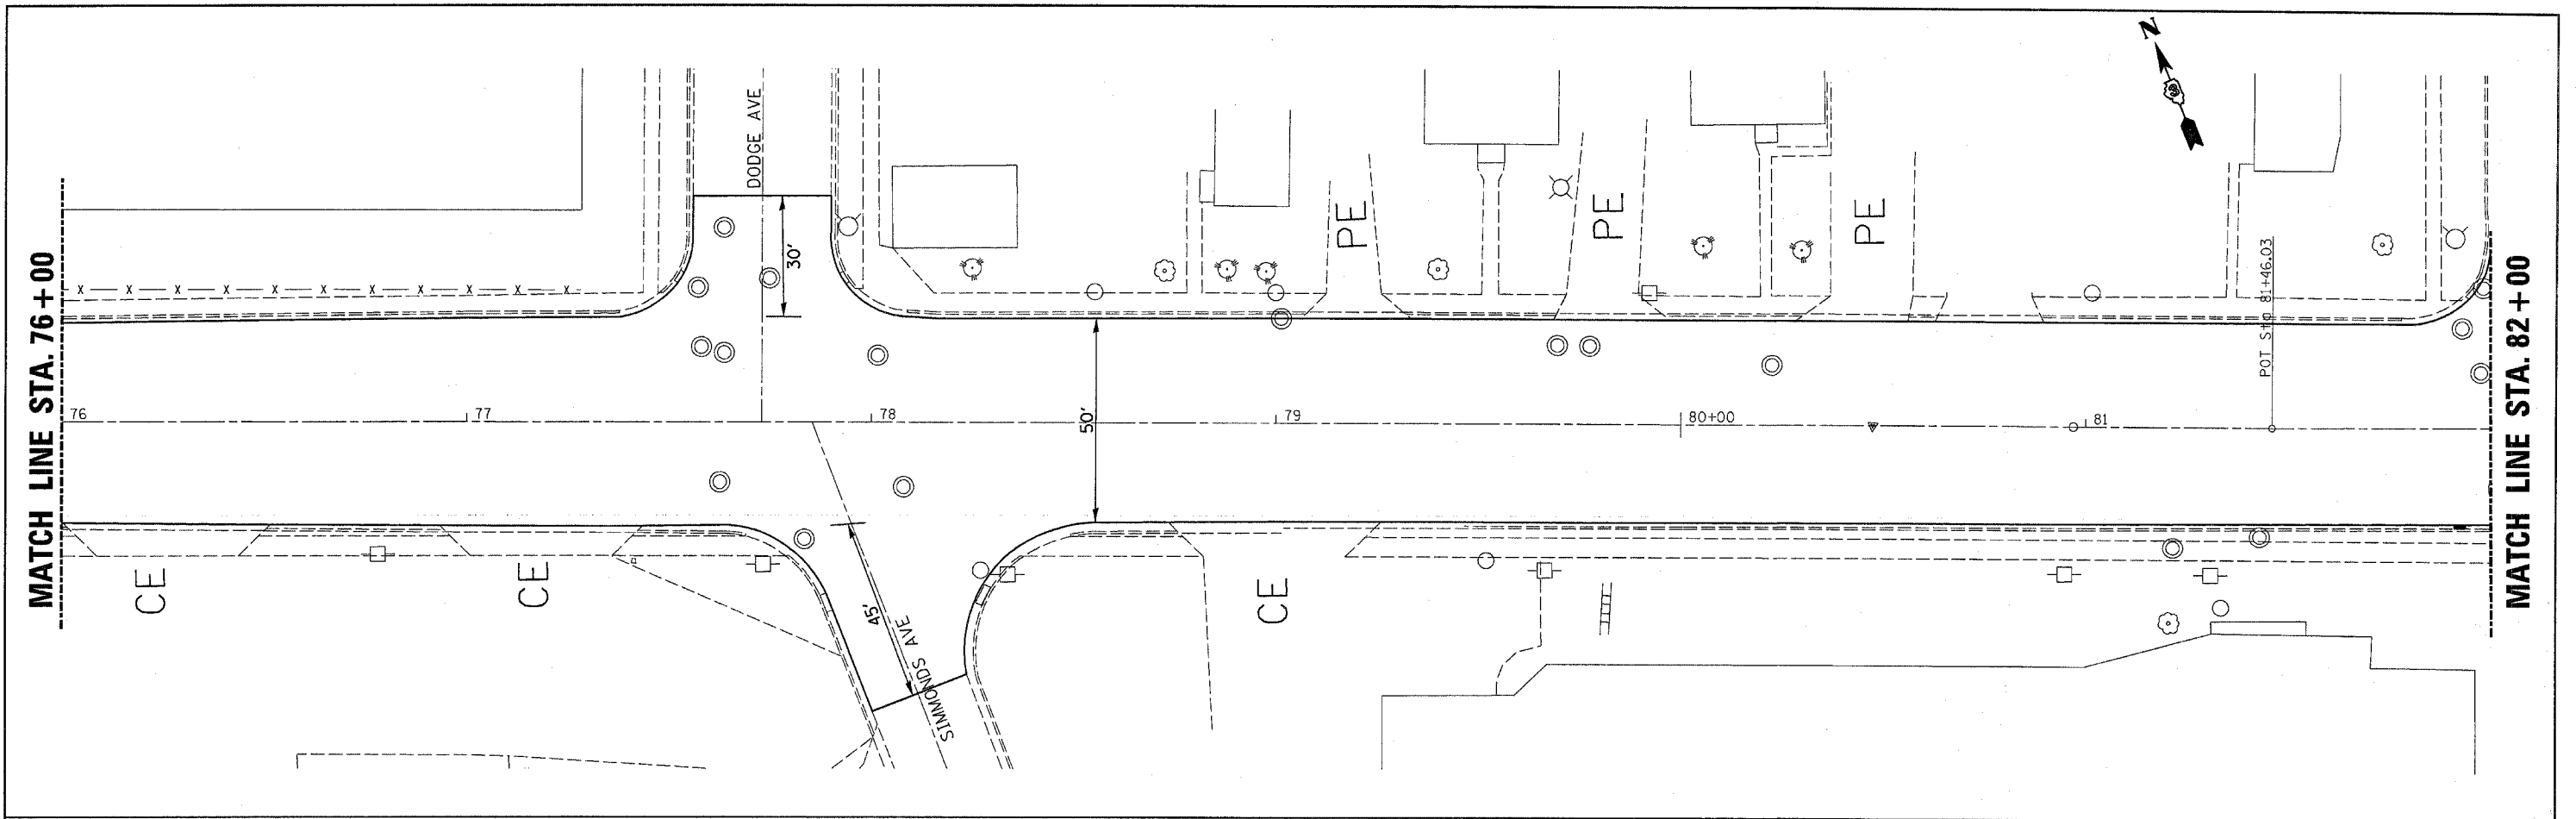 N
DODGE AVE
30'
PE
PE
PE
POT Sta 81+46.03
MATCH LINE STA. 76+00
MATCH LINE STA. 82+00
76
77
78
79
80+00
81
50'
CE
CE
CE
45'
SIMMONDS AVE
X X X X X X X X X X X